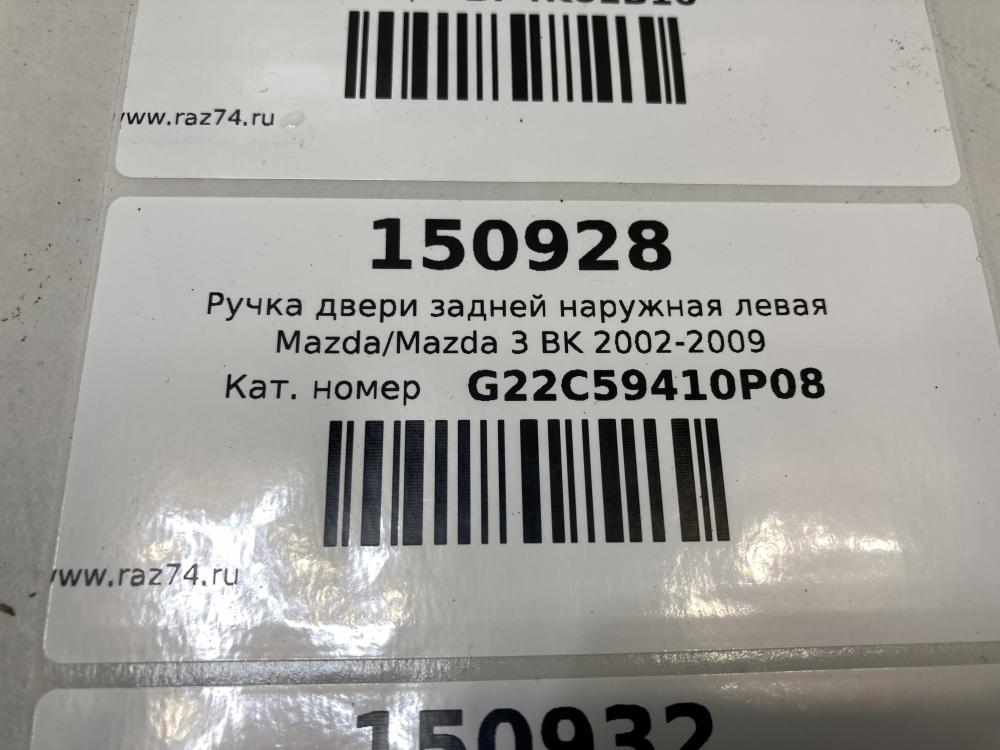 www.raz74.ru
150928
Ручка двери задней наружная левая
Mazda/Mazda 3 BK 2002-2009
Кат. номер G22C59410P08
www.raz74.ru
150932